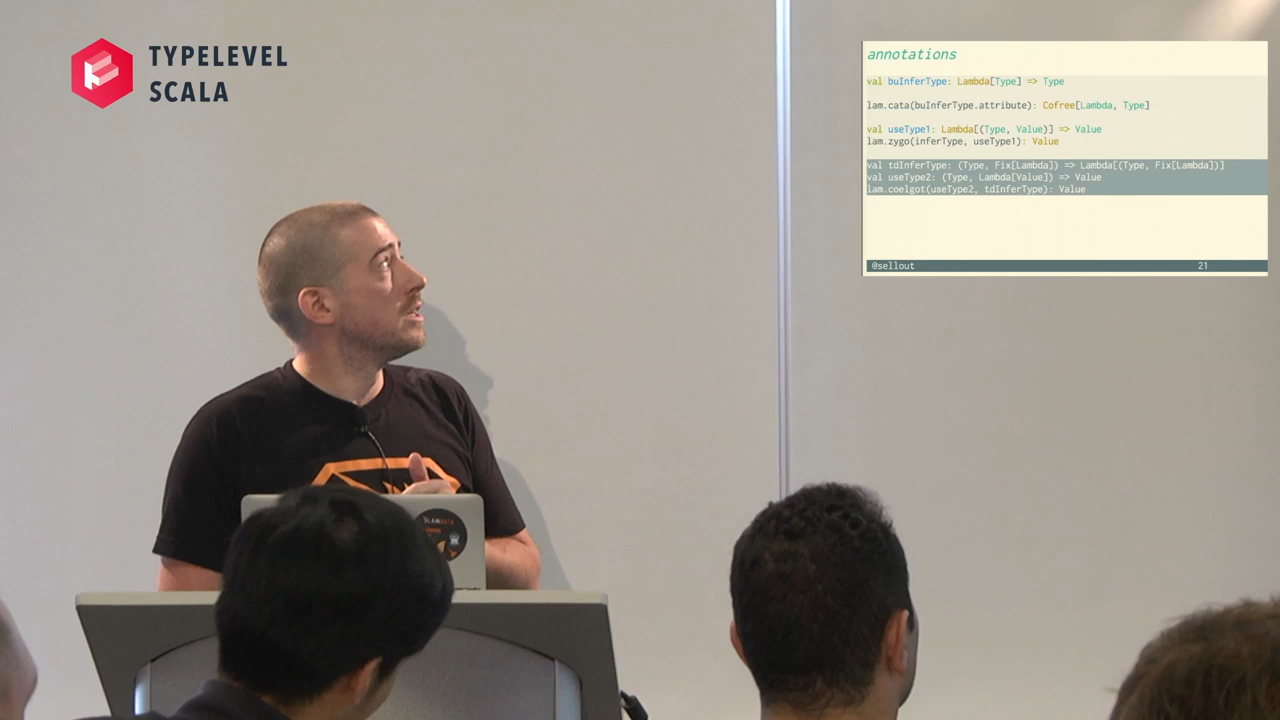 TYPELEVEL
SCALA
annotations
val buInferType: Lambda[Type] => Type
lam.cata(buInferType.attribute): Cofree[Lambda, Type]
val useType1: Lambda[(Type, Value)] => Value
lam.zygo(inferType, useType1): Value
val tdInferType: (Type, Fix[Lambda]) => Lambda[(Type, Fix[Lambda])]
val useType2: (Type, Lambda[Value]) => Value
lam.coelgot(useType2, tdInferType): Value
@sellout 21